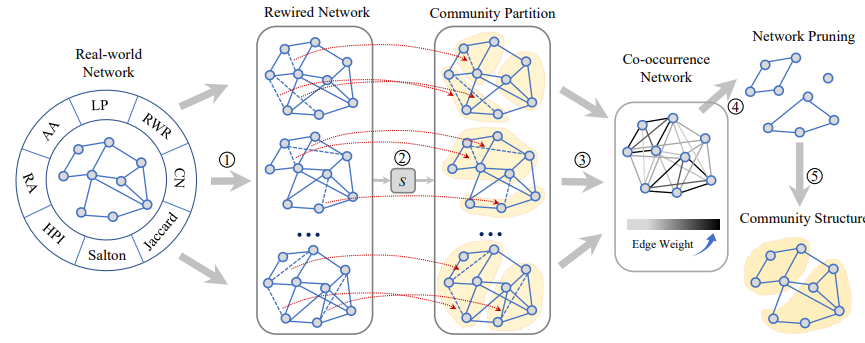 Rewired Network
Community Partition
Real-world
Network
Network Pruning
Co-occurrence
Network
LP
RWR
CN
Jaccard
Salton
HPI
RA
AA
①
②
S
③
④
⑤
...
...
Edge Weight
Community Structure